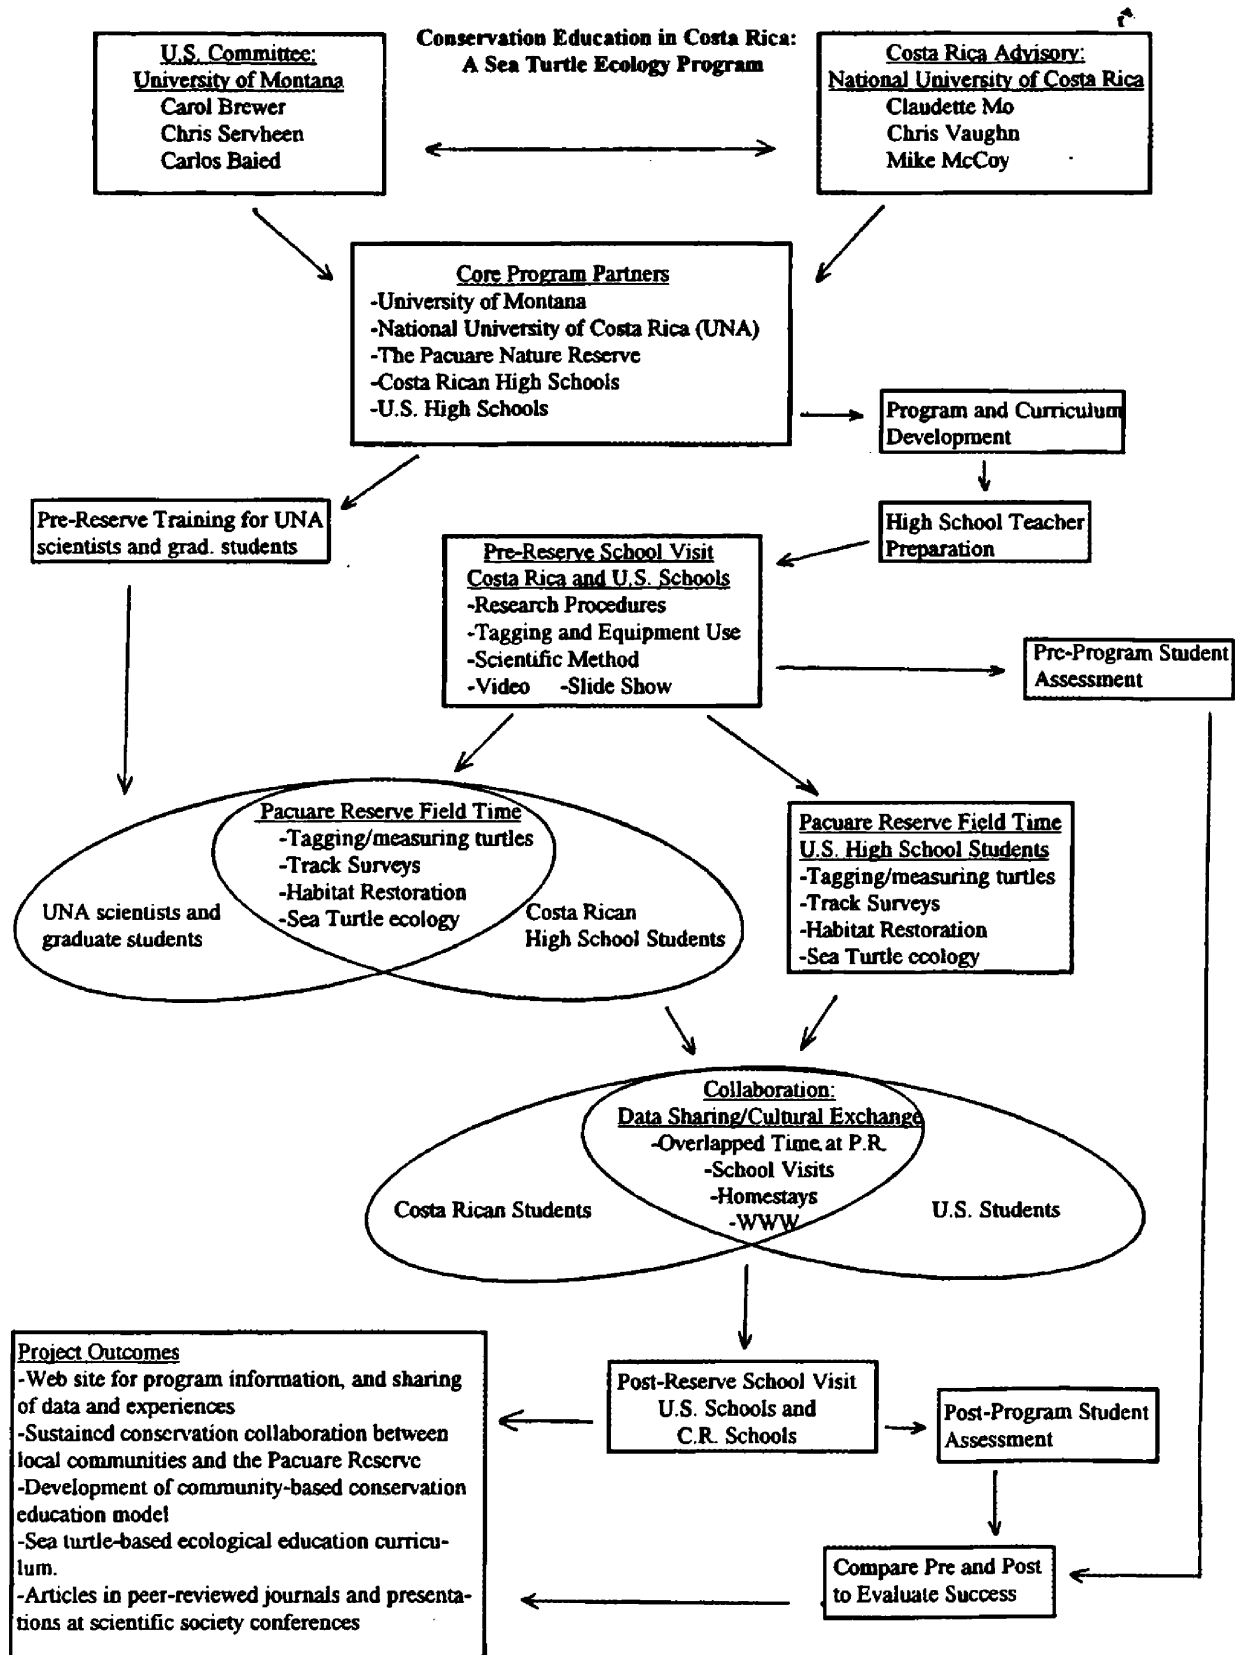 Conservation Education in Costa Rica:
A Sea Turtle Ecology Program
U.S. Committee:
University of Montana
Carol Brewer
Chris Servheen
Carlos Baied
Costa Rica Advisory:
National University of Costa Rica
Claudette Mo
Chris Vaughn
Mike McCoy
Core Program Partners
-University of Montana
-National University of Costa Rica (UNA)
-The Pacuare Nature Reserve
-Costa Rican High Schools
-U.S. High Schools
Program and Curriculum
Development
Pre-Reserve Training for UNA
scientists and grad. students
High School Teacher
Preparation
Pre-Reserve School Visit
Costa Rica and U.S. Schools
-Research Procedures
-Tagging and Equipment Use
-Scientific Method
-Video -Slide Show
Pre-Program Student
Assessment
Pacuare Reserve Field Time
-Tagging/measuring turtles
-Track Surveys
-Habitat Restoration
-Sea Turtle ecology
UNA scientists and
graduate students
Costa Rican
High School Students
Pacuare Reserve Field Time
U.S. High School Students
-Tagging/measuring turtles
-Track Surveys
-Habitat Restoration
-Sea Turtle ecology
Collaboration:
Data Sharing/Cultural Exchange
-Overlapped Time at P.R.
-School Visits
-Homestays
-WWW
Costa Rican Students
U.S. Students
Project Outcomes
-Web site for program information, and sharing
of data and experiences
-Sustained conservation collaboration between
local communities and the Pacuare Reserve
-Development of community-based conservation
education model
-Sea turtle-based ecological education curricu-
lum.
-Articles in peer-reviewed journals and presenta-
tions at scientific society conferences
Post-Reserve School Visit
U.S. Schools and
C.R. Schools
Post-Program Student
Assessment
Compare Pre and Post
to Evaluate Success